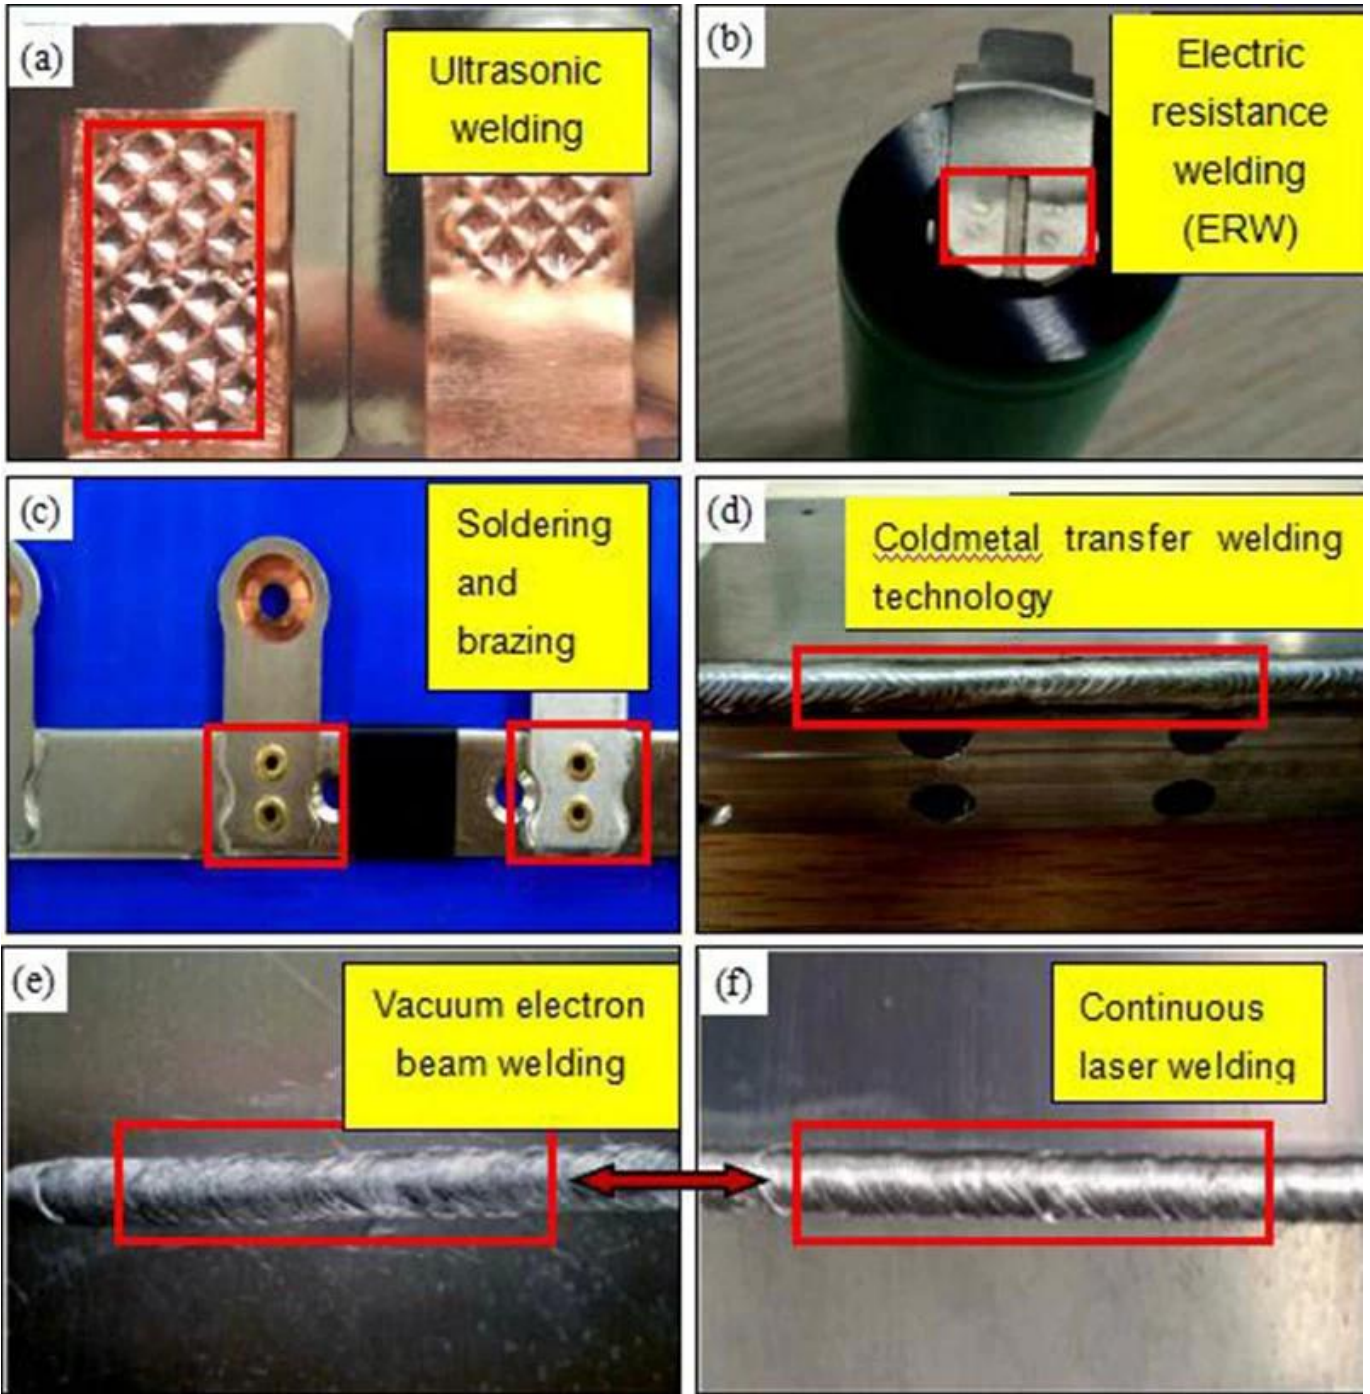 (a)
Ultrasonic
welding
(b)
Electric
resistance
welding
(ERW)
(c)
Soldering
and
brazing
(d)
Coldmetal transfer welding
technology
(e)
Vacuum electron
beam welding
(f)
Continuous
laser welding